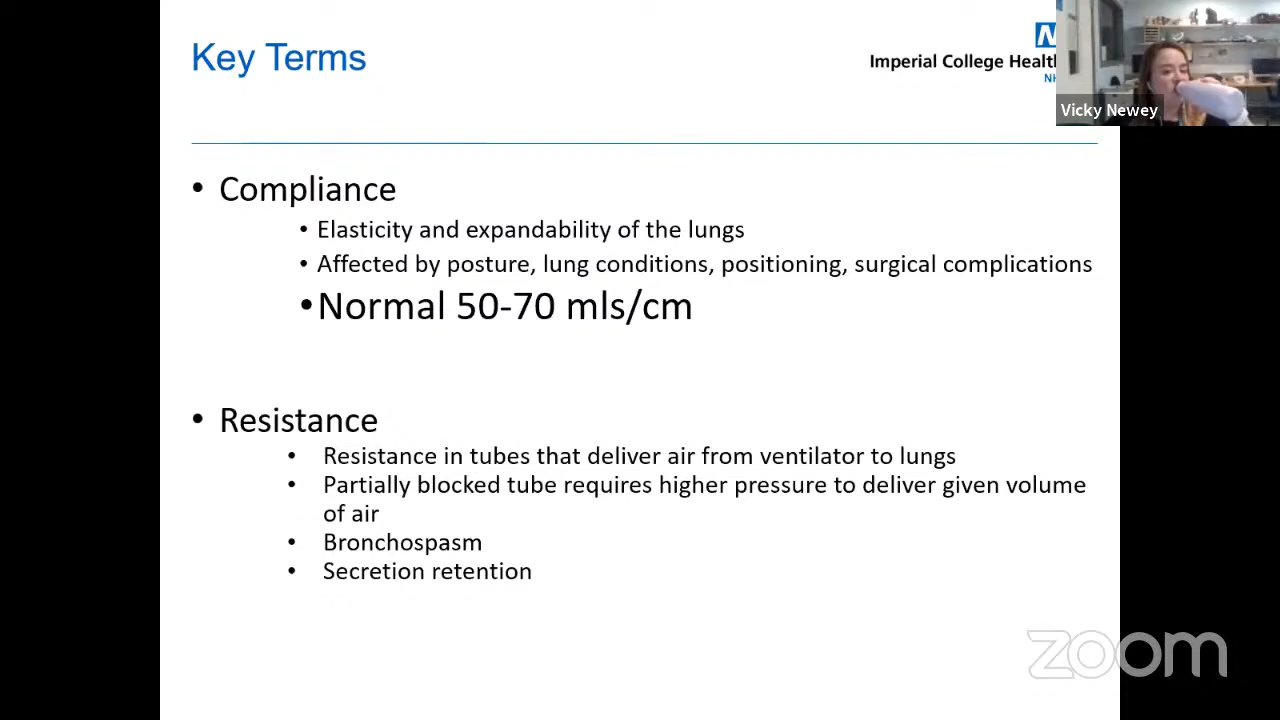 Key Terms
Imperial College Health
Vicky Newey
• Compliance
• Elasticity and expandability of the lungs
• Affected by posture, lung conditions, positioning, surgical complications
•Normal 50-70 mls/cm
• Resistance
• Resistance in tubes that deliver air from ventilator to lungs
• Partially blocked tube requires higher pressure to deliver given volume
of air
• Bronchospasm
• Secretion retention
zoom